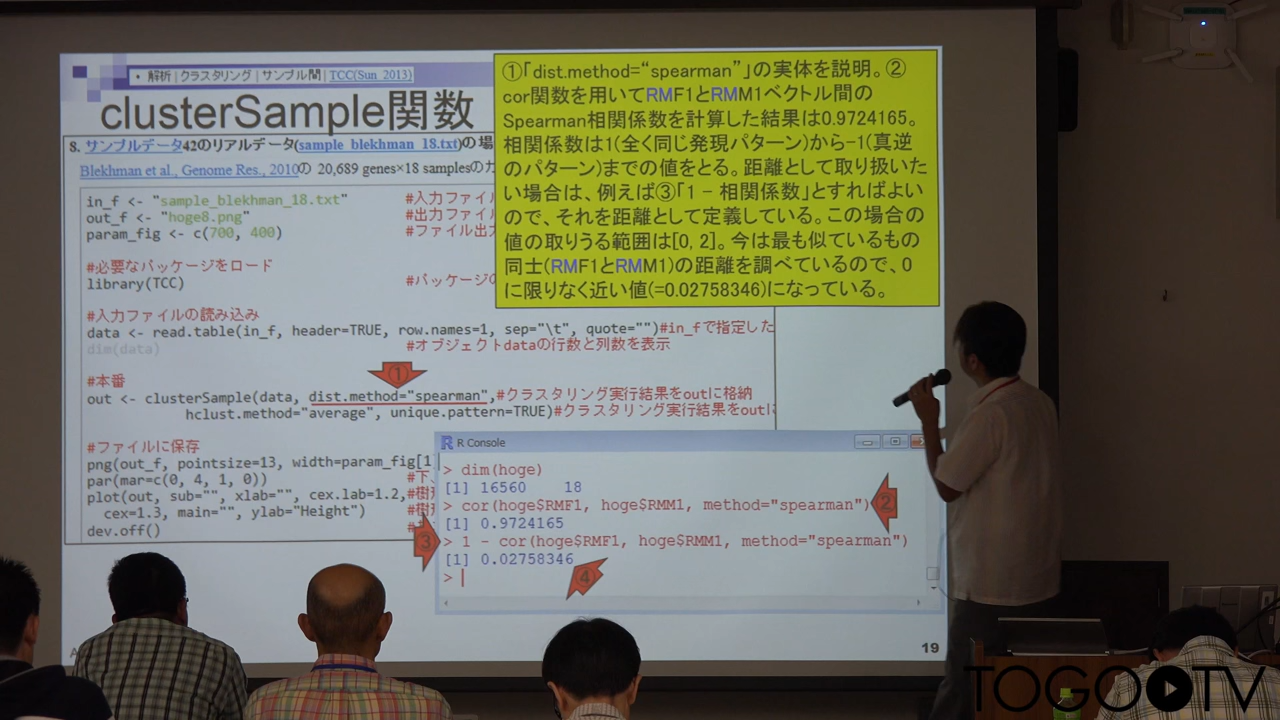 • 解析 | クラスタリング | サンプル間 | TCC(Sun_2013)
clusterSample関数
8. サンプルデータ42のリアルデータ(sample_blekhman_18.txt)の場
Blekhman et al., Genome Res., 2010の 20,689 genes×18 samplesのカ
in_f <- "sample_blekhman_18.txt" #入力ファイル
out_f <- "hoge8.png" #出力ファイル
param_fig <- c(700, 400) #ファイル出力
#必要なパッケージをロード
library(TCC) #パッケージの
#入力ファイルの読み込み
data <- read.table(in_f, header=TRUE, row.names=1, sep="\t", quote="")#in_fで指定した
dim(data) #オブジェクトdataの行数と列数を表示
①
#本番
out <- clusterSample(data, dist.method="spearman",#クラスタリング実行結果をoutに格納
hclust.method="average", unique.pattern=TRUE)#クラスタリング実行結果をoutに
#ファイルに保存
png(out_f, pointsize=13, width=param_fig[1
par(mar=c(0, 4, 1, 0)) #下、
plot(out, sub="", xlab="", cex.lab=1.2,#樹形
cex=1.3, main="", ylab="Height") #樹形
dev.off()
①「dist.method=“spearman”」の実体を説明。②
cor関数を用いてRMF1とRMM1ベクトル間の
Spearman相関係数を計算した結果は0.9724165。
相関係数は1(全く同じ発現パターン)から-1(真逆
のパターン)までの値をとる。距離として取り扱いた
い場合は、例えば③「1 - 相関係数」とすればよい
ので、それを距離として定義している。この場合の
値の取りうる範囲は[0, 2]。今は最も似ているもの
同士(RMF1とRMM1)の距離を調べているので、0
に限りなく近い値(=0.02758346)になっている。
R Console
> dim(hoge)
[1] 16560 18
> cor(hoge$RMF1, hoge$RMM1, method="spearman")
②
[1] 0.9724165
③
> 1 - cor(hoge$RMF1, hoge$RMM1, method="spearman")
[1] 0.02758346
④
>
19
TOGO TV